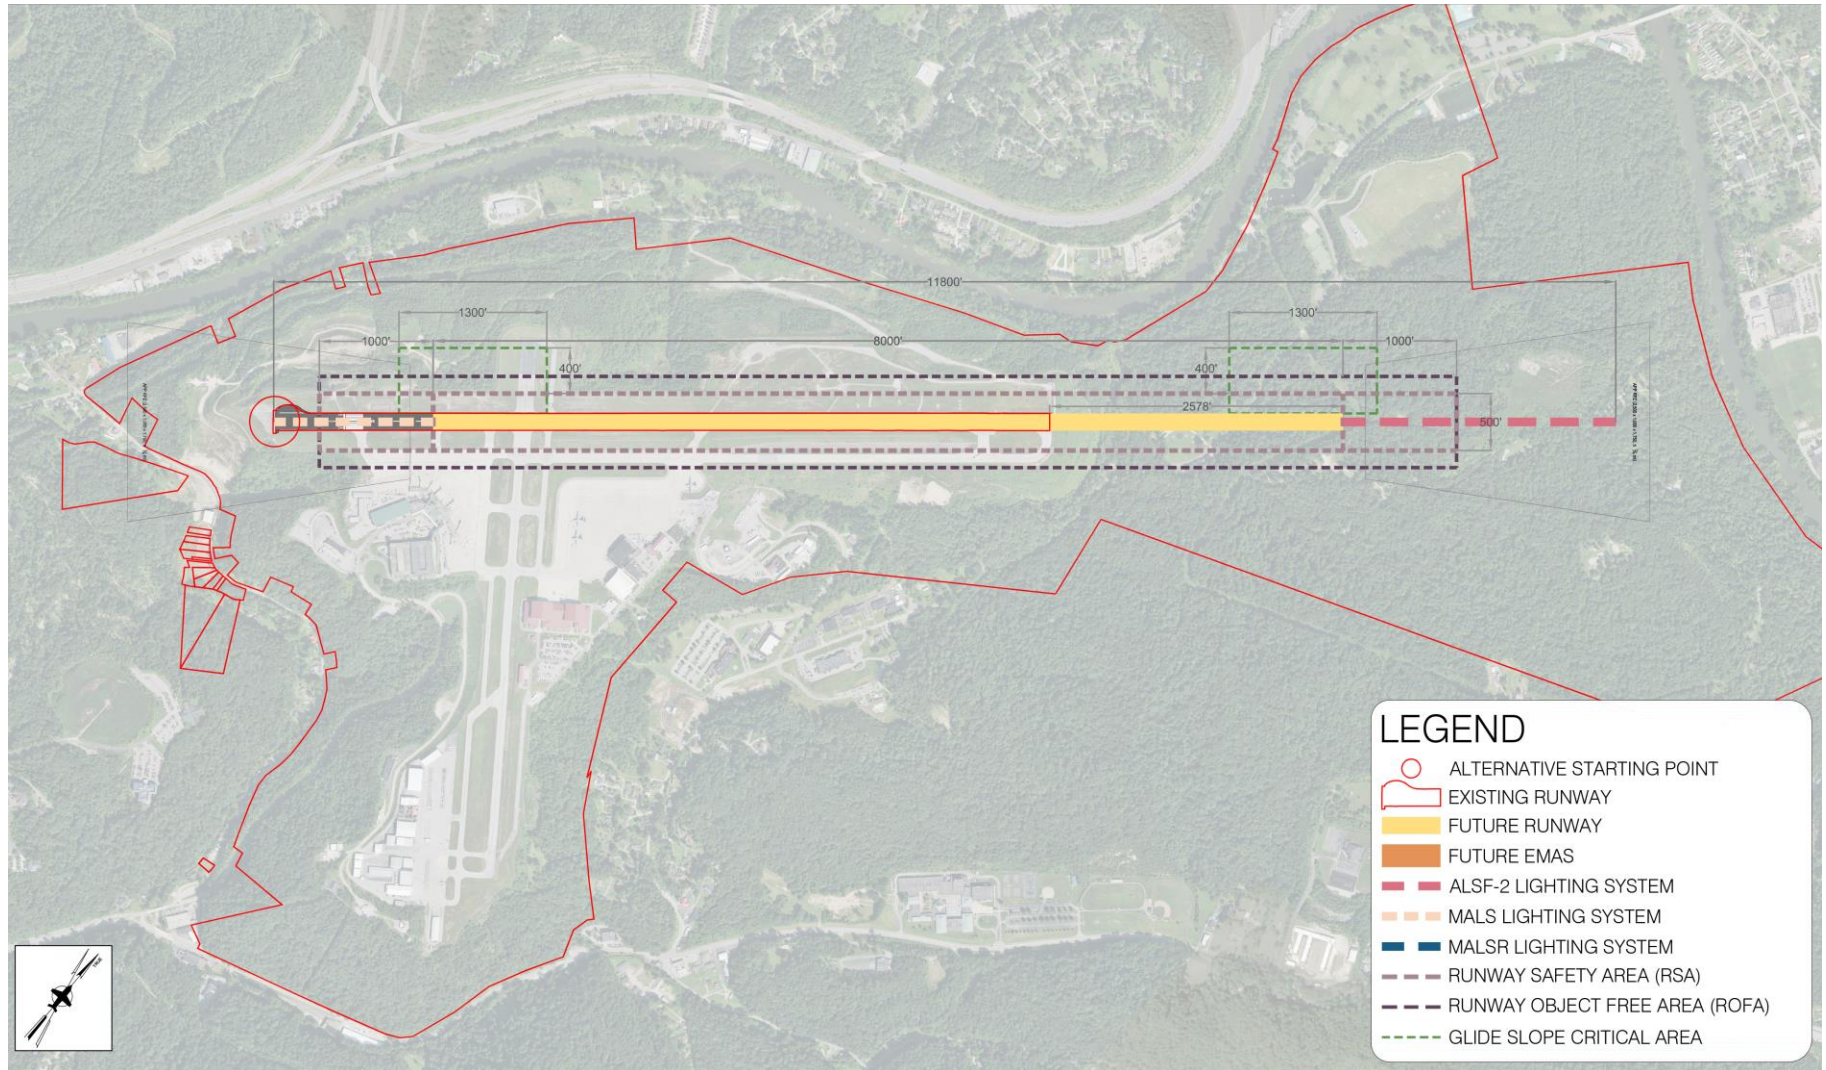 11800'
1300'
1300'
1000'
8000'
1000'
400'
400'
2578'
500'
LEGEND
ALTERNATIVE STARTING POINT
EXISTING RUNWAY
FUTURE RUNWAY
FUTURE EMAS
ALSF-2 LIGHTING SYSTEM
MALS LIGHTING SYSTEM
MALSR LIGHTING SYSTEM
RUNWAY SAFETY AREA (RSA)
RUNWAY OBJECT FREE AREA (ROFA)
GLIDE SLOPE CRITICAL AREA